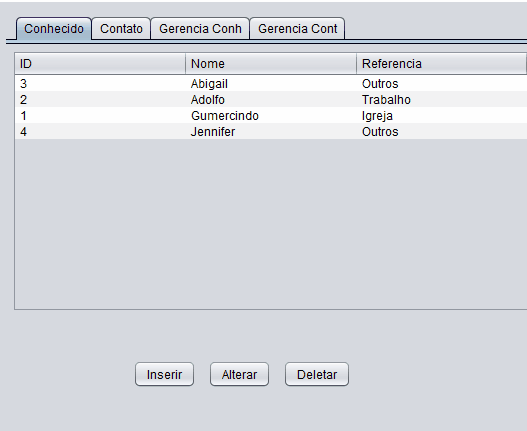 Conhecido Contato Gerencia Conh Gerencia Cont
ID Nome Referencia
3 Abigail Outros
2 Adolfo Trabalho
1 Gumercindo Igreja
4 Jennifer Outros
Inserir Alterar Deletar